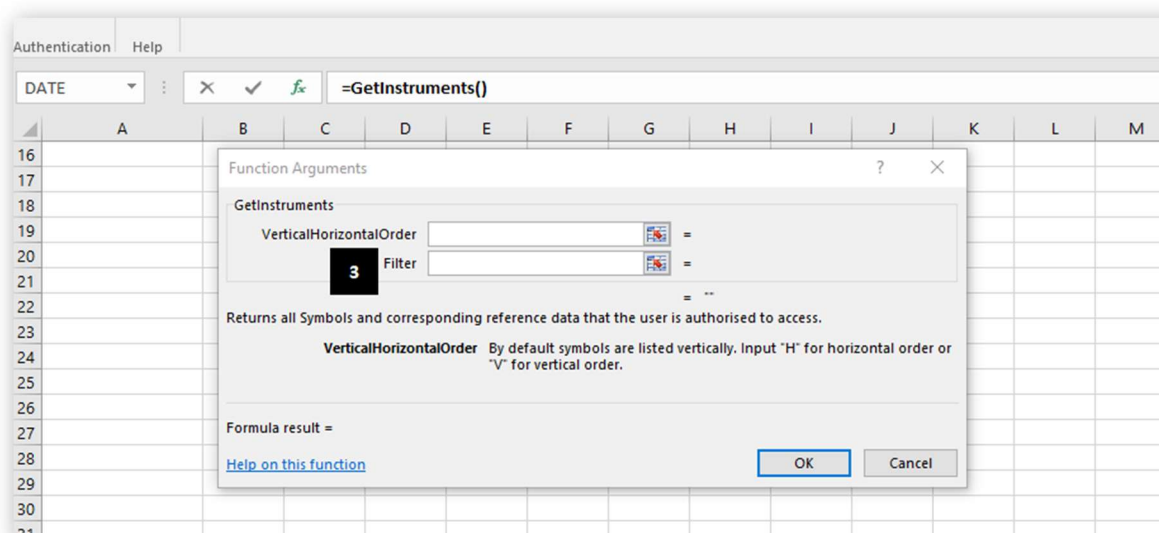 Authentication Help
DATE fx =GetInstruments()
A B C D E F G H I J K L M
16
17
18
19
20
21
22
23
24
25
26
27
28
29
30
31
Function Arguments ?
GetInstruments
VerticalHorizontalOrder =
3 Filter =
= ""
Returns all Symbols and corresponding reference data that the user is authorised to access.
VerticalHorizontalOrder By default symbols are listed vertically. Input "H" for horizontal order or
"V" for vertical order.
Formula result =
Help on this function OK Cancel